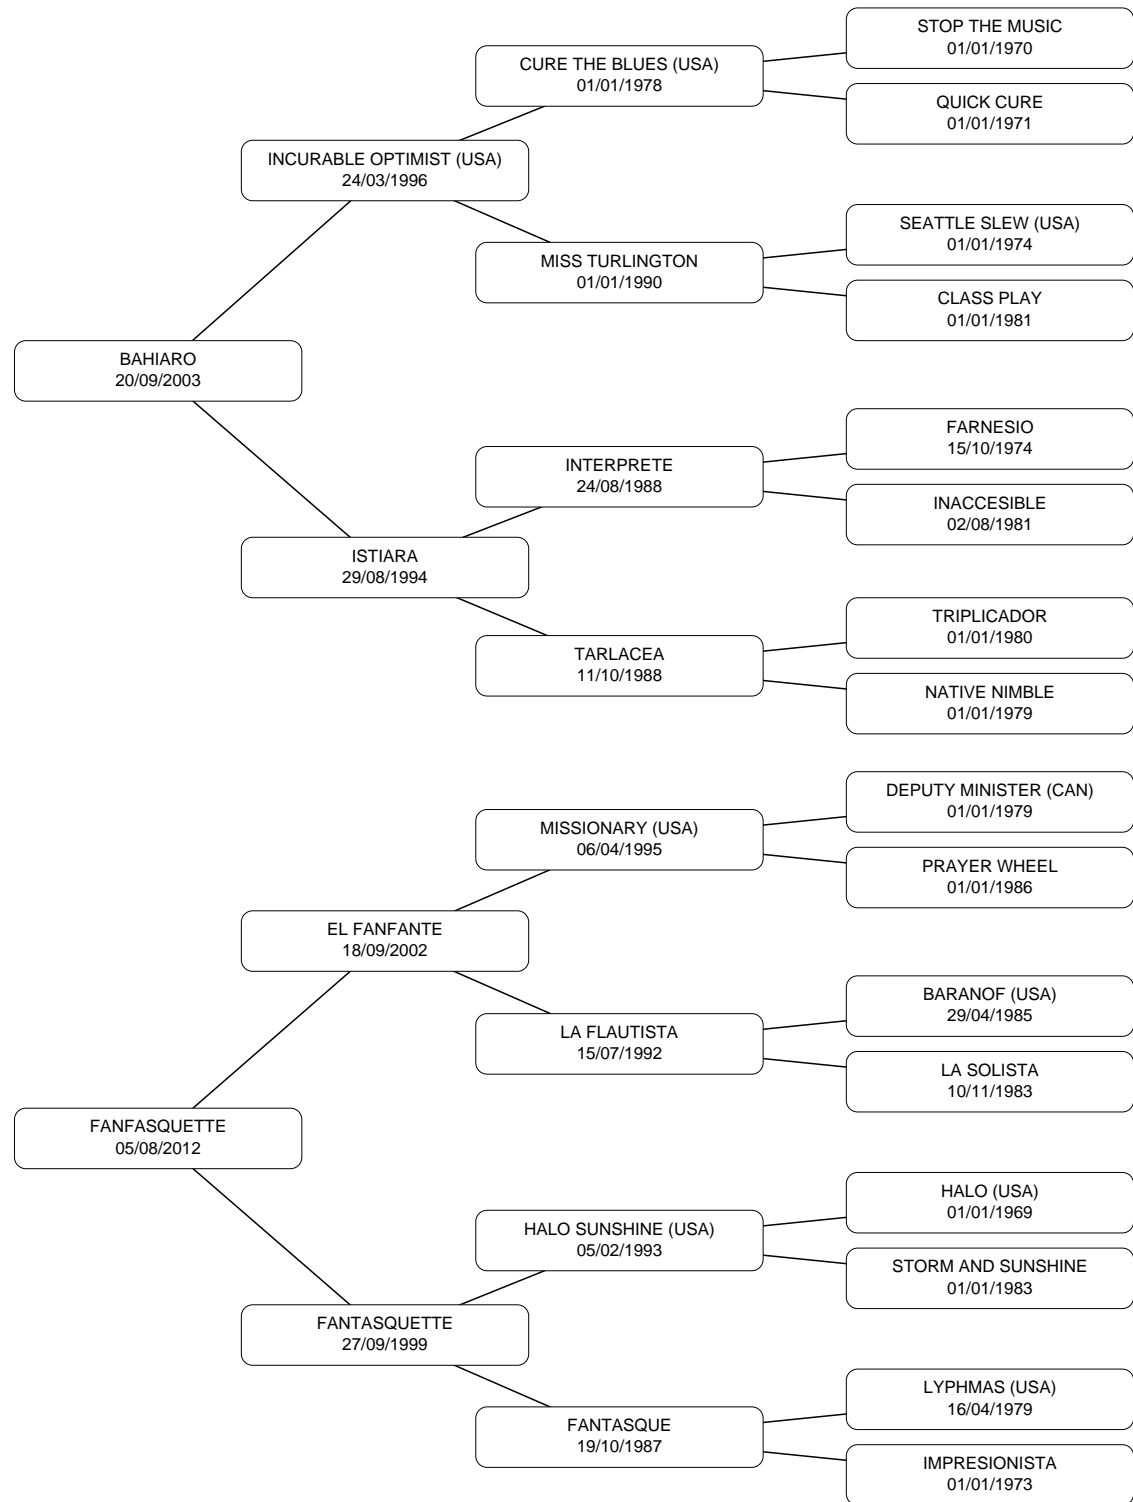 STOP THE MUSIC
01/01/1970
CURE THE BLUES (USA)
01/01/1978
QUICK CURE
01/01/1971
INCURABLE OPTIMIST (USA)
24/03/1996
SEATTLE SLEW (USA)
01/01/1974
MISS TURLINGTON
01/01/1990
CLASS PLAY
01/01/1981
BAHIARO
20/09/2003
FARNESIO
15/10/1974
INTERPRETE
24/08/1988
INACCESIBLE
02/08/1981
ISTIARA
29/08/1994
TRIPLICADOR
01/01/1980
TARLACEA
11/10/1988
NATIVE NIMBLE
01/01/1979
DEPUTY MINISTER (CAN)
01/01/1979
MISSIONARY (USA)
06/04/1995
PRAYER WHEEL
01/01/1986
EL FANFANTE
18/09/2002
BARANOF (USA)
29/04/1985
LA FLAUTISTA
15/07/1992
LA SOLISTA
10/11/1983
FANFASQUETTE
05/08/2012
HALO (USA)
01/01/1969
HALO SUNSHINE (USA)
05/02/1993
STORM AND SUNSHINE
01/01/1983
FANTASQUETTE
27/09/1999
LYPHMAS (USA)
16/04/1979
FANTASQUE
19/10/1987
IMPRESIONISTA
01/01/1973